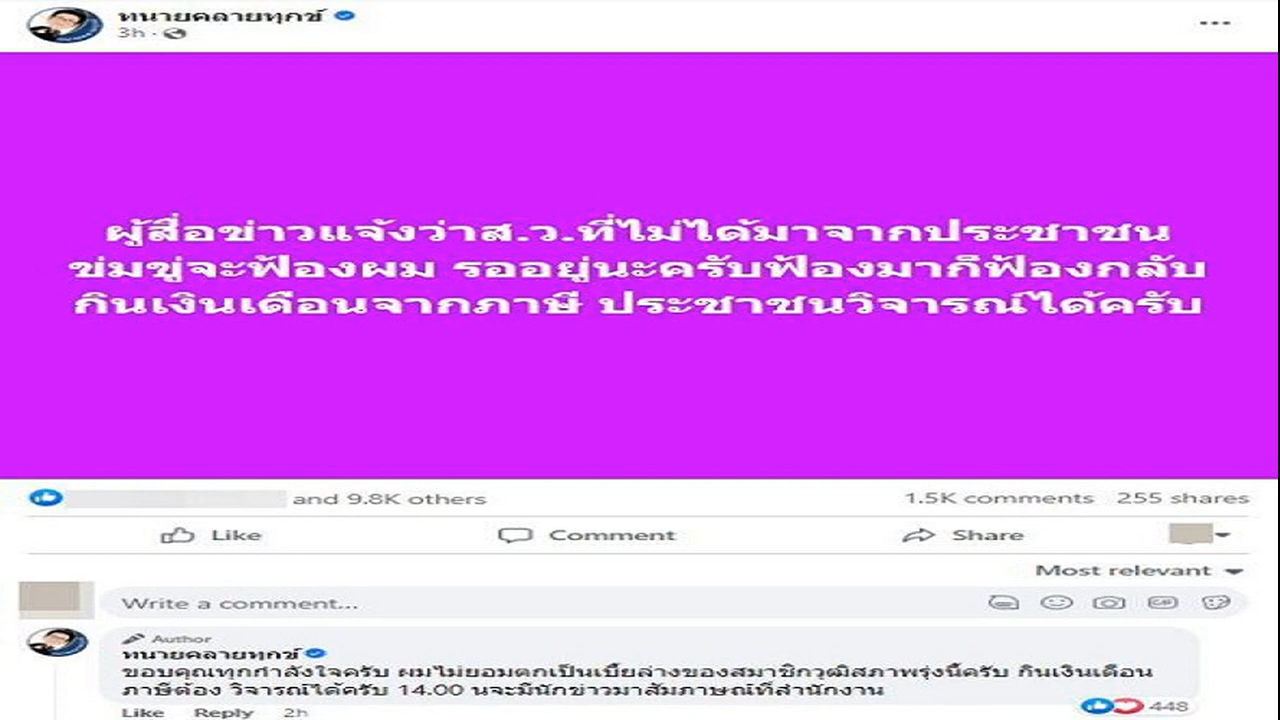 ทนายคลายทุกข์
3h
ผู้สื่อข่าวแจ้งว่าส.ว.ที่ไม่ได้มาจากประชาชน
ข่มขู่จะฟ้องผม รออยู่นะครับฟ้องมาก็ฟ้องกลับ
กินเงินเดือนจากภาษี ประชาชนวิจารณ์ได้ครับ
and 9.8K others
1.5K comments 255 shares
Like Comment Share
Most relevant
Write a comment...
GIF
Author
ทนายคลายทุกข์
ขอบคุณทุกกำลังใจครับ ผมไม่ยอมตกเป็นเบี้ยล่างของสมาชิกวุฒิสภาพรุ่งนี้ครับ กินเงินเดือน
ภาษีต้อง วิจารณ์ได้ครับ 14.00 นจะมีนักข่าวมาสัมภาษณ์ที่สำนักงาน
448
Like Reply 2h